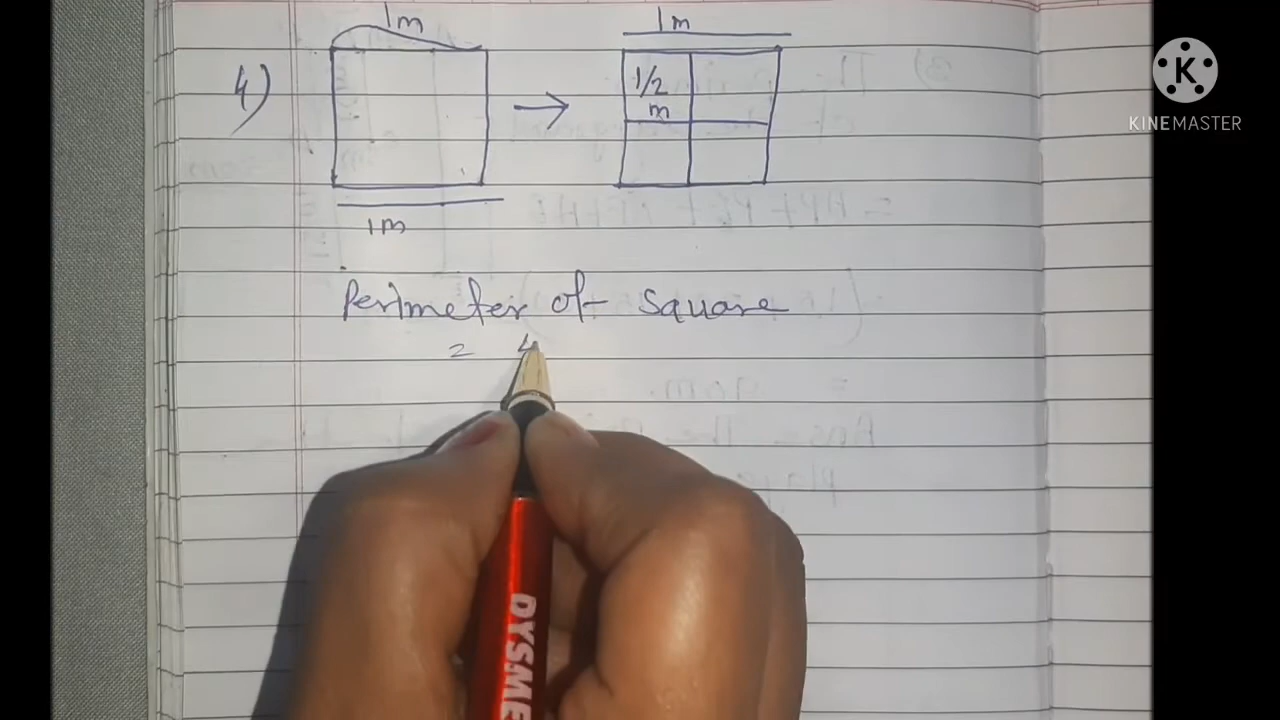 1m 1m
4) → 1/2
m
1m
Perimeter of square
= 4
K
KINEMASTER
DYSME